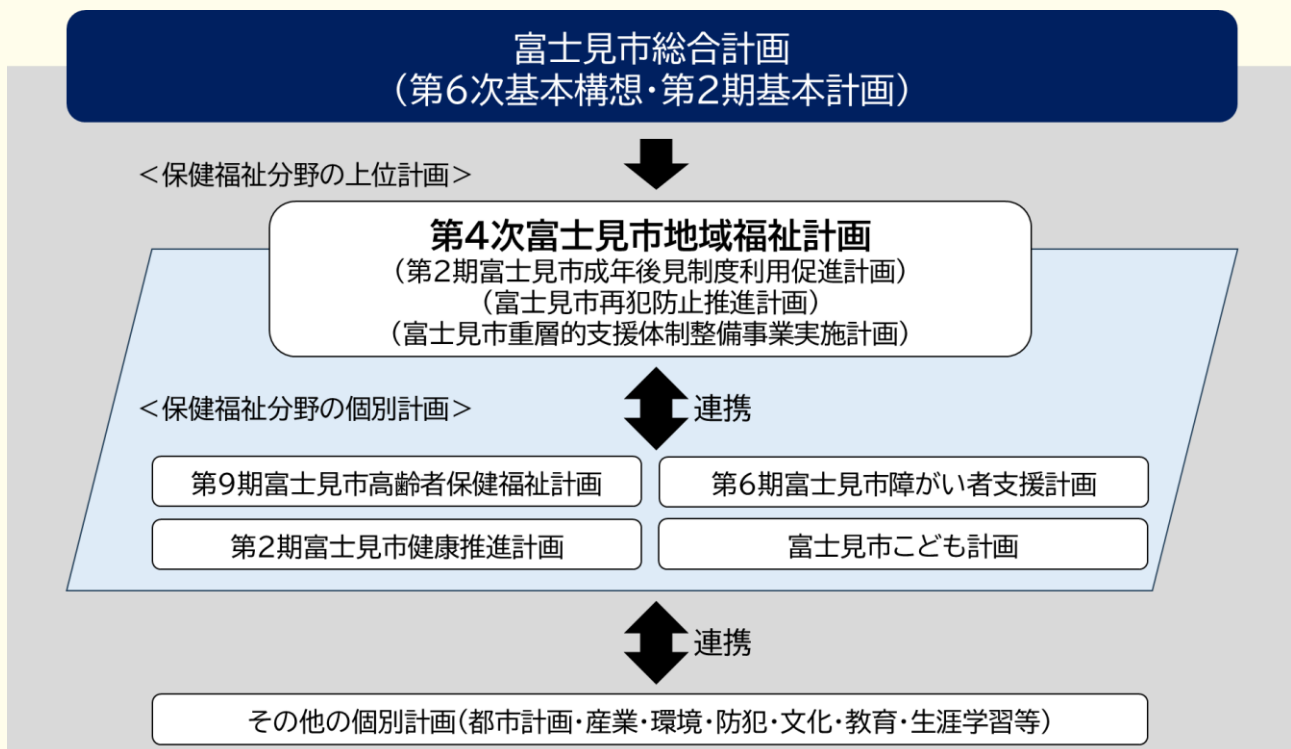 富士見市総合計画
（第6次基本構想・第2期基本計画）
＜保健福祉分野の上位計画＞
第4次富士見市地域福祉計画
（第2期富士見市成年後見制度利用促進計画）
（富士見市再犯防止推進計画）
（富士見市重層的支援体制整備事業実施計画）
＜保健福祉分野の個別計画＞
連携
第9期富士見市高齢者保健福祉計画
第6期富士見市障がい者支援計画
第2期富士見市健康推進計画
富士見市こども計画
連携
その他の個別計画（都市計画・産業・環境・防犯・文化・教育・生涯学習等）